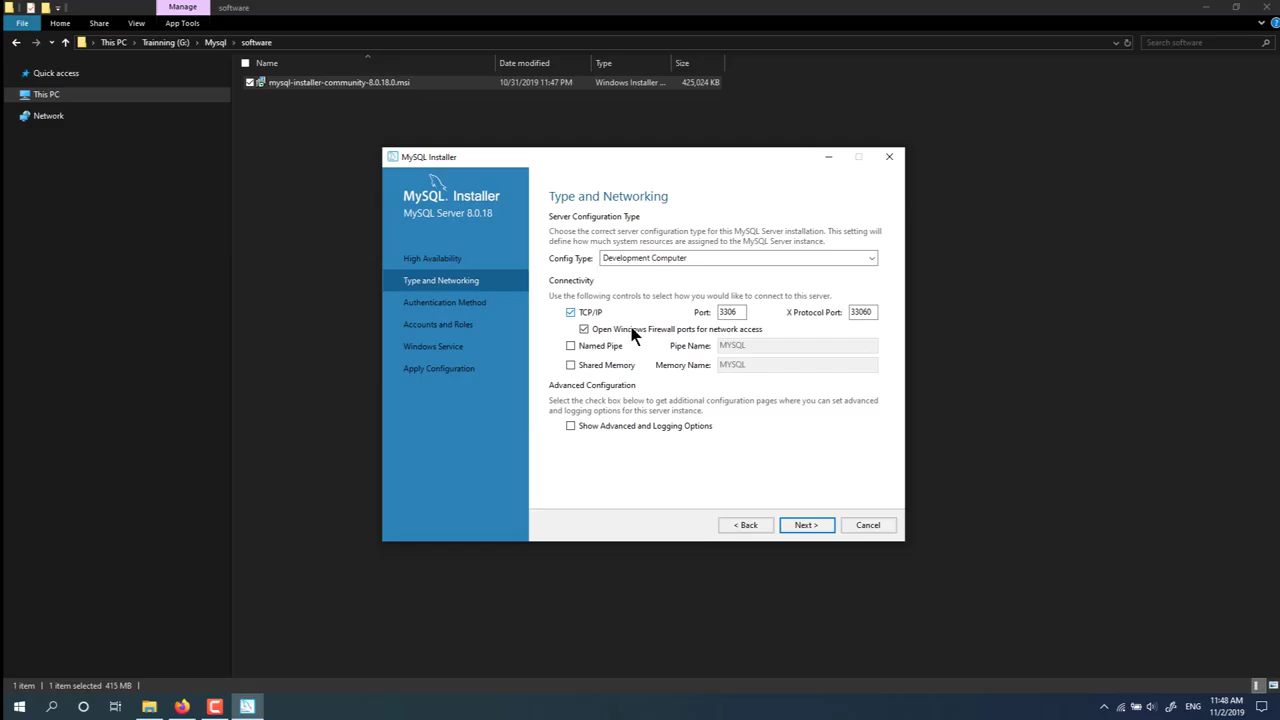 Manage
software
File
Home
Share
View
App Tools
This PC
Trainning (G:)
Mysql
software
Search software
Name
Date modified
Type
Size
Quick access
This PC
Network
mysql-installer-community-8.0.18.0.msi
10/31/2019 11:47 PM
Windows Installer ...
425,024 KB
MySQL Installer
MySQL. Installer
MySQL Server 8.0.18
High Availability
Type and Networking
Authentication Method
Accounts and Roles
Windows Service
Apply Configuration
Type and Networking
Server Configuration Type
Choose the correct server configuration type for this MySQL Server installation. This setting will
define how much system resources are assigned to the MySQL Server instance.
Config Type: Development Computer
Connectivity
Use the following controls to select how you would like to connect to this server.
TCP/IP Port: 3306 X Protocol Port: 33060
Open Windows Firewall ports for network access
Named Pipe Pipe Name: MYSQL
Shared Memory Memory Name: MYSQL
Advanced Configuration
Select the check box below to get additional configuration pages where you can set advanced
and logging options for this server instance.
Show Advanced and Logging Options
< Back Next > Cancel
1 item 1 item selected 415 MB
ENG
11:48 AM
11/2/2019